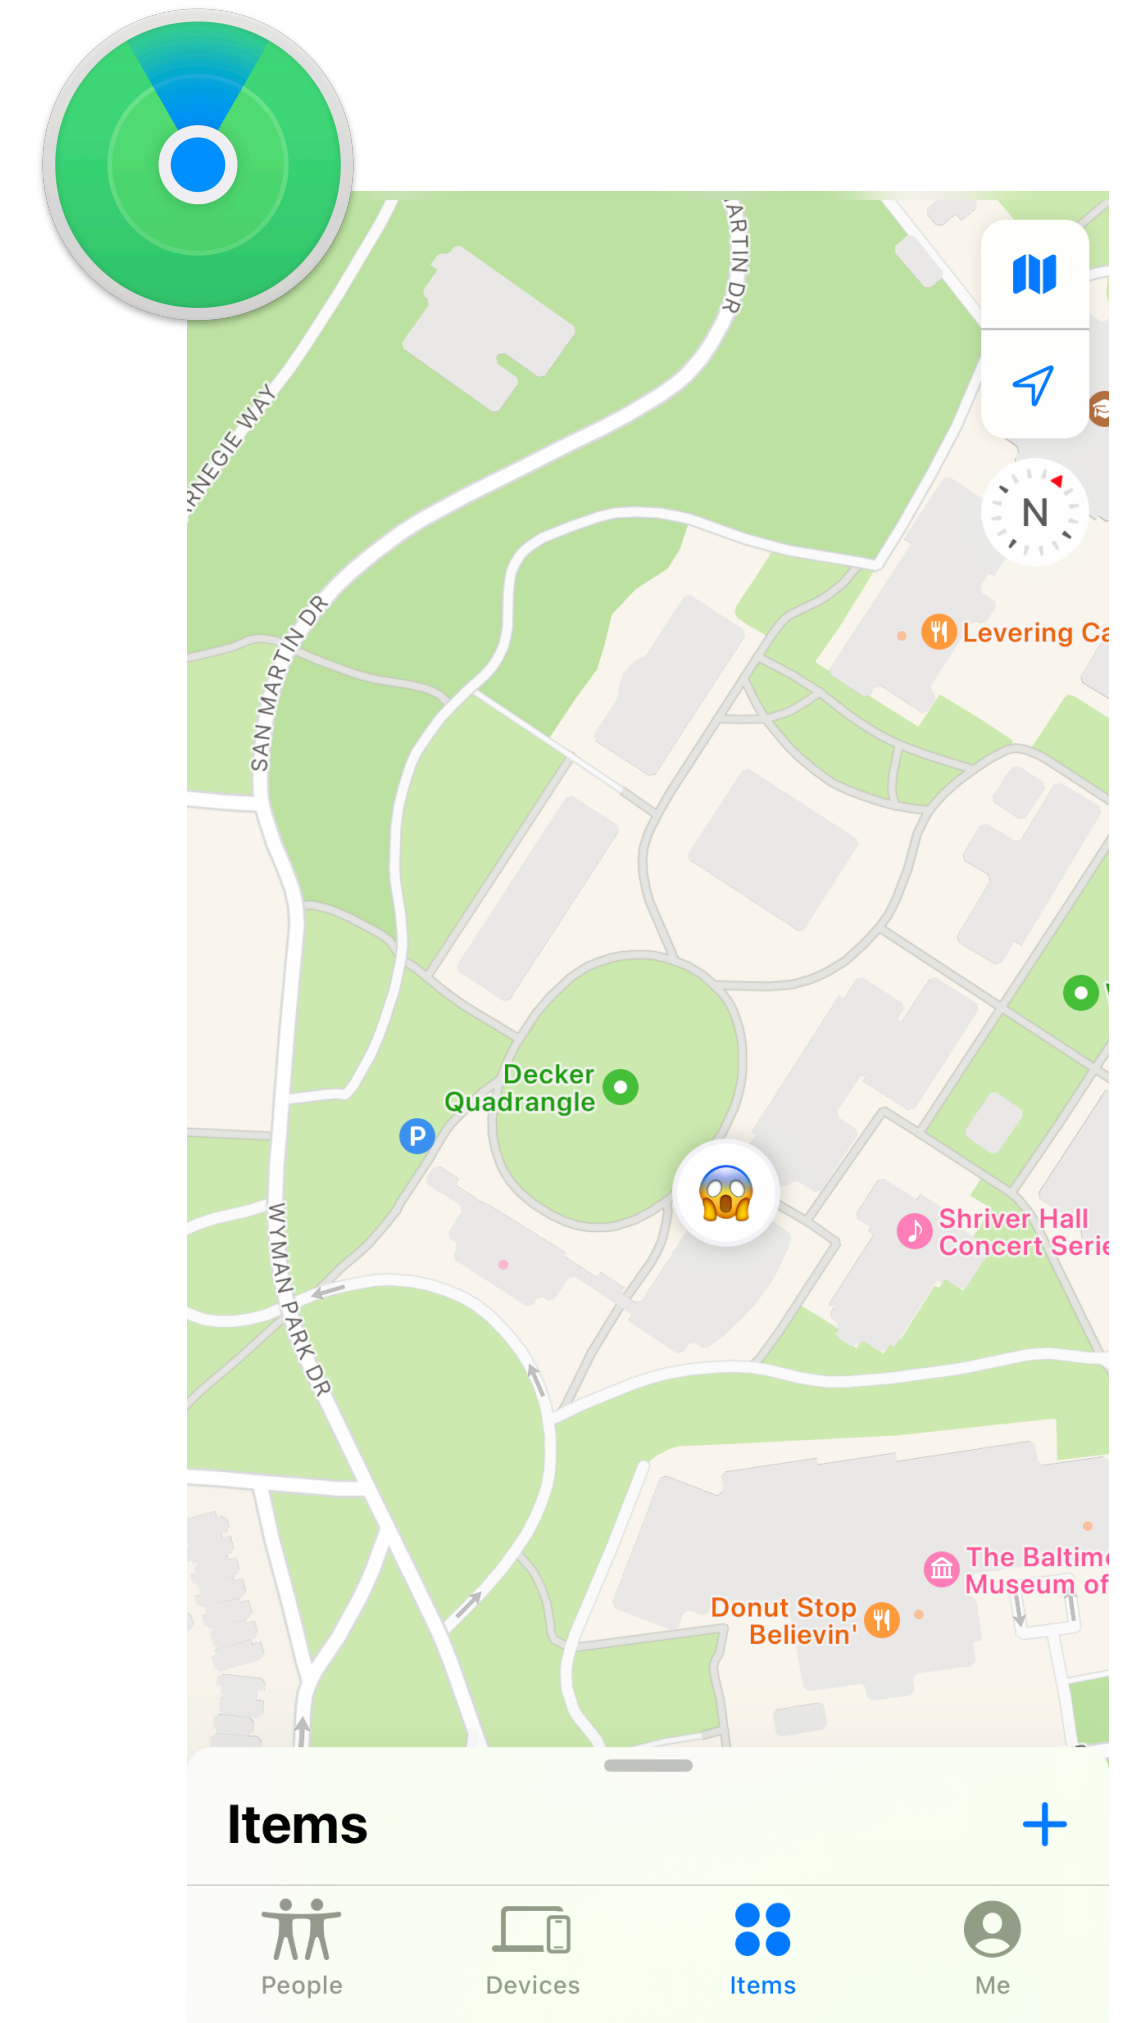 ARTIN DR
RNEGIE WAY
N
Levering Ca
SAN MARTIN DR
Decker
Quadrangle
P
Shriver Hall
Concert Serie
WYMAN PARK DR
The Baltim
Museum of
Donut Stop
Believin'
Items
People
Devices
Items
Me